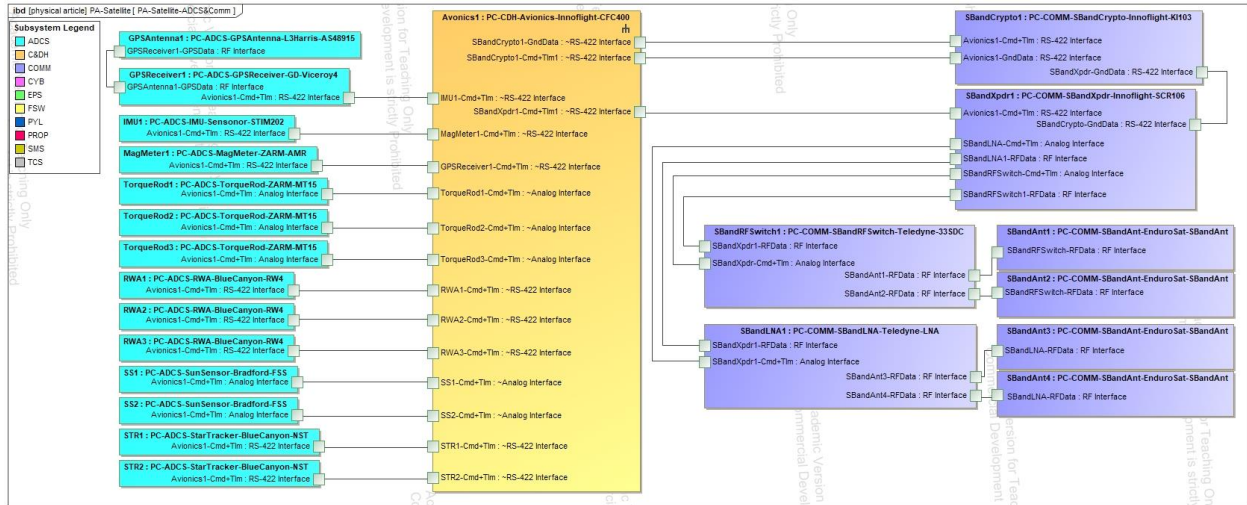 ibd [physical article] PA-Satellite [ PA-Satellite-ADCS&Comm ]
Subsystem Legend
ADCS
C&DH
COMM
CYB
EPS
FSW
PYL
PROP
SMS
TCS
GPSAntenna1 : PC-ADCS-GPSAntenna-L3Harris-AS48915
GPSReceiver1-GPSData : RF Interface
GPSReceiver1 : PC-ADCS-GPSReceiver-GD-Viceroy4
GPSAntenna1-GPSData : RF Interface
Avionics1-Cmd+Tlm : RS-422 Interface
IMU1 : PC-ADCS-IMU-Sensonor-STIM202
Avionics1-Cmd+Tlm : RS-422 Interface
MagMeter1 : PC-ADCS-MagMeter-ZARM-AMR
Avionics1-Cmd+Tlm : RS-422 Interface
TorqueRod1 : PC-ADCS-TorqueRod-ZARM-MT15
Avionics1-Cmd+Tlm : Analog Interface
TorqueRod2 : PC-ADCS-TorqueRod-ZARM-MT15
Avionics1-Cmd+Tlm : Analog Interface
TorqueRod3 : PC-ADCS-TorqueRod-ZARM-MT15
Avionics1-Cmd+Tlm : Analog Interface
RWA1 : PC-ADCS-RWA-BlueCanyon-RW4
Avionics1-Cmd+Tlm : RS-422 Interface
RWA2 : PC-ADCS-RWA-BlueCanyon-RW4
Avionics1-Cmd+Tlm : RS-422 Interface
RWA3 : PC-ADCS-RWA-BlueCanyon-RW4
Avionics1-Cmd+Tlm : RS-422 Interface
SS1 : PC-ADCS-SunSensor-Bradford-FSS
Avionics1-Cmd+Tlm : Analog Interface
SS2 : PC-ADCS-SunSensor-Bradford-FSS
Avionics1-Cmd+Tlm : Analog Interface
STR1 : PC-ADCS-StarTracker-BlueCanyon-NST
Avionics1-Cmd+Tlm : RS-422 Interface
STR2 : PC-ADCS-StarTracker-BlueCanyon-NST
Avionics1-Cmd+Tlm : RS-422 Interface
Avonics1 : PC-CDH-Avionics-Innoflight-CFC400
SBandCrypto1-GndData : ~RS-422 Interface
SBandCrypto1-Cmd+Tlm1 : ~RS-422 Interface
IMU1-Cmd+Tlm : ~RS-422 Interface
SBandXpdr1-Cmd+Tlm1 : ~RS-422 Interface
MagMeter1-Cmd+Tlm : ~RS-422 Interface
GPSReceiver1-Cmd+Tlm : ~RS-422 Interface
TorqueRod1-Cmd+Tlm : ~Analog Interface
TorqueRod2-Cmd+Tlm : ~Analog Interface
TorqueRod3-Cmd+Tlm : ~Analog Interface
RWA1-Cmd+Tlm : ~RS-422 Interface
RWA2-Cmd+Tlm : ~RS-422 Interface
RWA3-Cmd+Tlm : ~RS-422 Interface
SS1-Cmd+Tlm : ~Analog Interface
SS2-Cmd+Tlm : ~Analog Interface
STR1-Cmd+Tlm : ~RS-422 Interface
STR2-Cmd+Tlm : ~RS-422 Interface
SBandCrypto1 : PC-COMM-SBandCrypto-Innoflight-KI103
Avionics1-Cmd+Tlm : RS-422 Interface
Avionics1-GndData : RS-422 Interface
SBandXpdr-GndData : RS-422 Interface
SBandXpdr1 : PC-COMM-SBandXpdr-Innoflight-SCR106
Avionics1-Cmd+Tlm : RS-422 Interface
SBandCrypto-GndData : RS-422 Interface
SBandLNA-Cmd+Tlm : Analog Interface
SBandLNA1-RFData : RF Interface
SBandRFSwitch-Cmd+Tlm : Analog Interface
SBandRFSwitch1-RFData : RF Interface
SBandRFSwitch1 : PC-COMM-SBandRFSwitch-Teledyne-33SDC
SBandXpdr1-RFData : RF Interface
SBandXpdr-Cmd+Tlm : Analog Interface
SBandAnt1-RFData : RF Interface
SBandAnt2-RFData : RF Interface
SBandAnt1 : PC-COMM-SBandAnt-EnduroSat-SBandAnt
SBandRFSwitch-RFData : RF Interface
SBandAnt2 : PC-COMM-SBandAnt-EnduroSat-SBandAnt
SBandRFSwitch-RFData : RF Interface
SBandLNA1 : PC-COMM-SBandLNA-Teledyne-LNA
SBandXpdr1-RFData : RF Interface
SBandXpdr1-Cmd+Tlm : Analog Interface
SBandAnt3-RFData : RF Interface
SBandAnt4-RFData : RF Interface
SBandAnt3 : PC-COMM-SBandAnt-EnduroSat-SBandAnt
SBandLNA-RFData : RF Interface
SBandAnt4 : PC-COMM-SBandAnt-EnduroSat-SBandAnt
SBandLNA-RFData : RF Interface